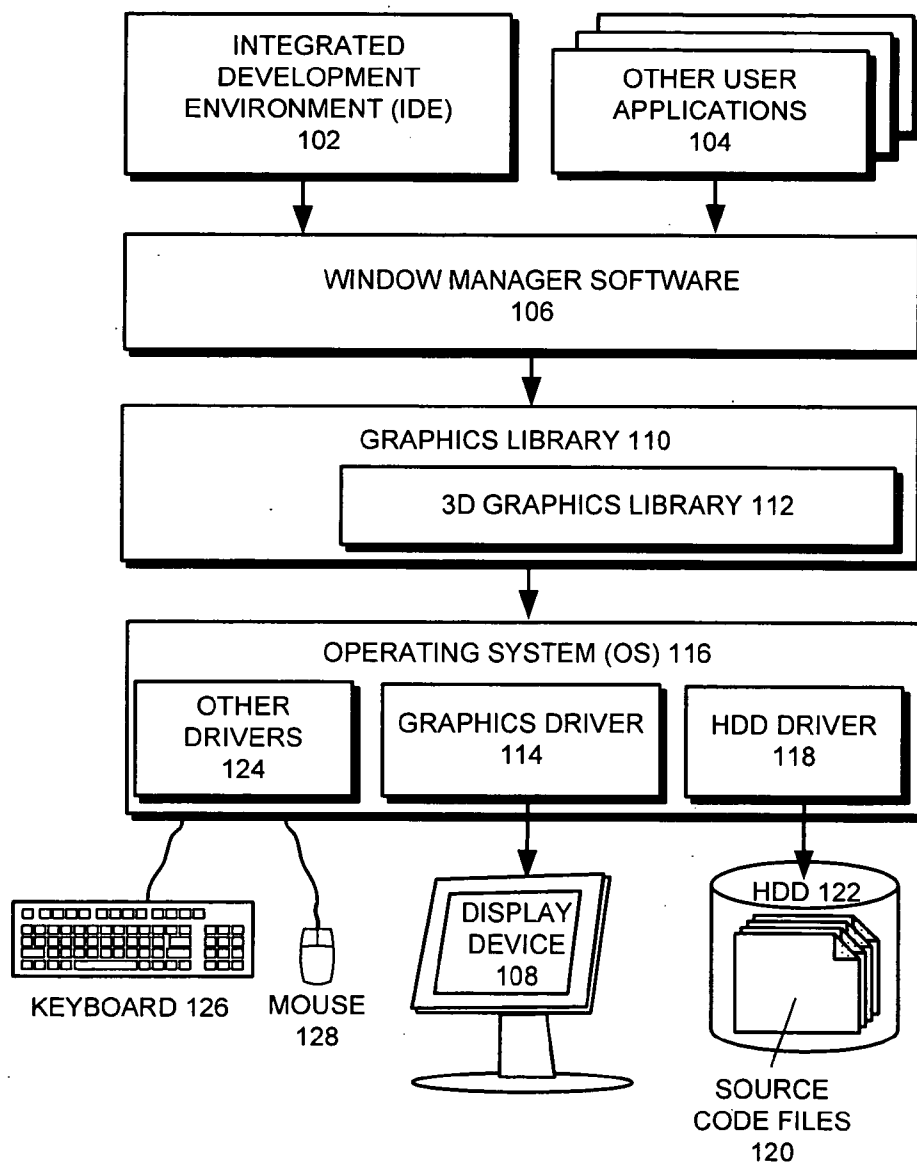 INTEGRATED
DEVELOPMENT
ENVIRONMENT (IDE)
102
OTHER USER
APPLICATIONS
104
WINDOW MANAGER SOFTWARE
106
GRAPHICS LIBRARY 110
3D GRAPHICS LIBRARY 112
OPERATING SYSTEM (OS) 116
OTHER
DRIVERS
124
GRAPHICS DRIVER
114
HDD DRIVER
118
KEYBOARD 126
MOUSE
128
DISPLAY
DEVICE
108
HDD 122
SOURCE
CODE FILES
120